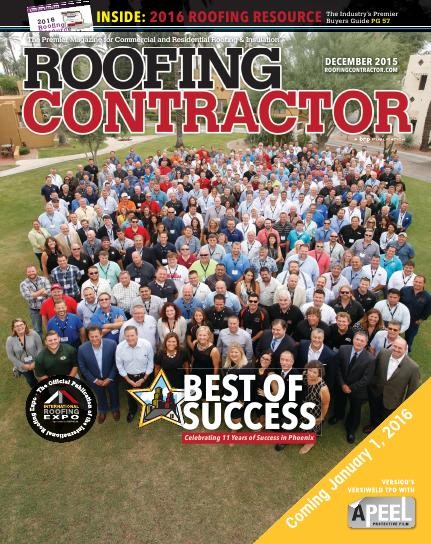 2016
Roofing
INSIDE: 2016 ROOFING RESOURCE The Industry's Premier
Buyers Guide PG 57
The Premier Magazine for Commercial and Residential Roofing & Insulation
ROOFING
DECEMBER 2015
ROOFINGCONTRACTOR.COM
CONTRACTOR
The Official Publication of the International Roofing Expo
INTERNATIONAL
ROOFING
EXPO
BEST OF
SUCCESS
Celebrating 11 Years of Success in Phoenix
Coming January 1, 2016
VERSICO'S
VERSIWELD TPO WITH
APEEL
PROTECTIVE FILM